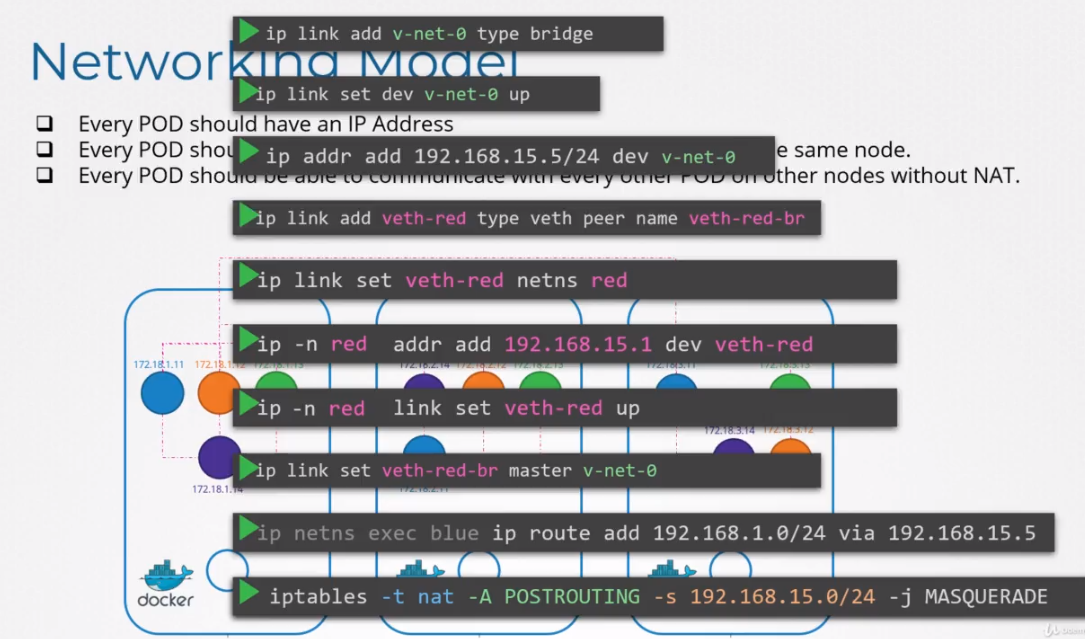 ip link add v-net-0 type bridge
Networking Model
ip link set dev v-net-0 up
Every POD should have an IP Address
ip addr add 192.168.15.5/24 dev v-net-0
Every POD shou e same node.
Every POD should be able to communicate with every other POD on other nodes without NAT.
ip link add veth-red type veth peer name veth-red-br
ip link set veth-red netns red
ip -n red addr add 192.168.15.1 dev veth-red
172.18.1.11 172.18.1.12 172.18.1.13 172.18.2.14 172.18.2.12 172.18.2.13 172.18.3.11 172.18.3.13
ip -n red link set veth-red up
172.18.3.14 172.18.3.12
ip link set veth-red-br master v-net-0
172.18.1.14 172.18.2.11
ip netns exec blue ip route add 192.168.1.0/24 via 192.168.15.5
docker
iptables -t nat -A POSTROUTING -s 192.168.15.0/24 -j MASQUERADE